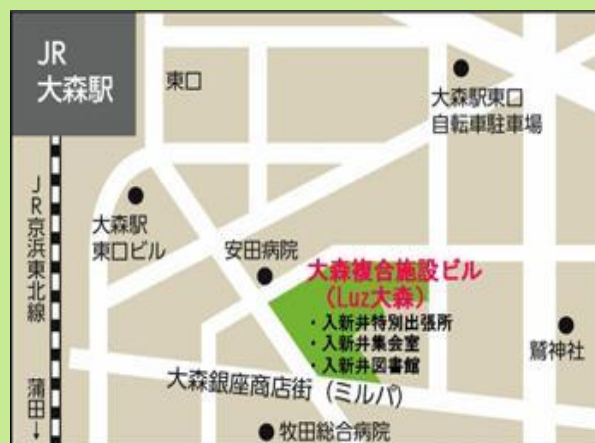 JR
大森駅
東口
大森駅東口
自転車駐車場
JR京浜東北線
大森駅
東口ビル
安田病院
大森複合施設ビル
(Luz大森)
・入新井特別出張所
・入新井集会室
・入新井図書館
鷲神社
蒲田→
大森銀座商店街(ミルパ)
牧田総合病院